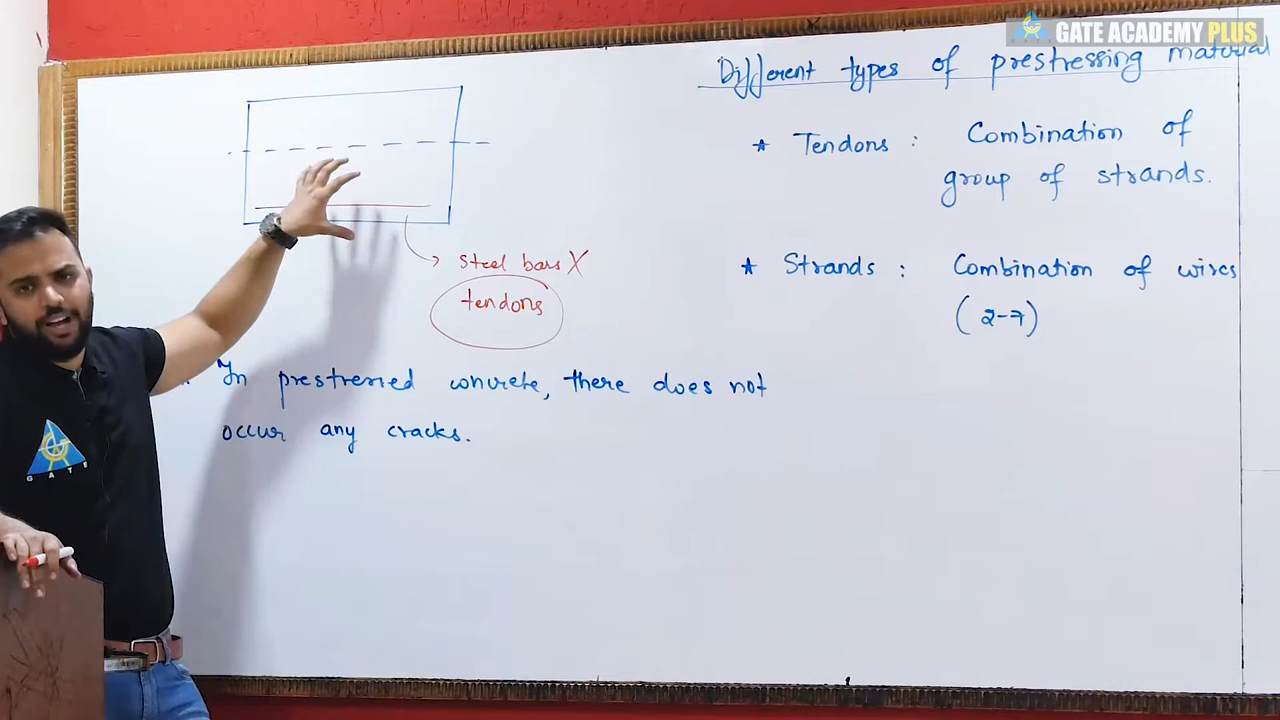 GATE ACADEMY PLUS
Different types of prestressing material
* Tendons : Combination of
group of strands.
* Strands : Combination of wires
(2-7)
steel bars X
tendons
In prestressed concrete, there does not
occur any cracks.
GATE